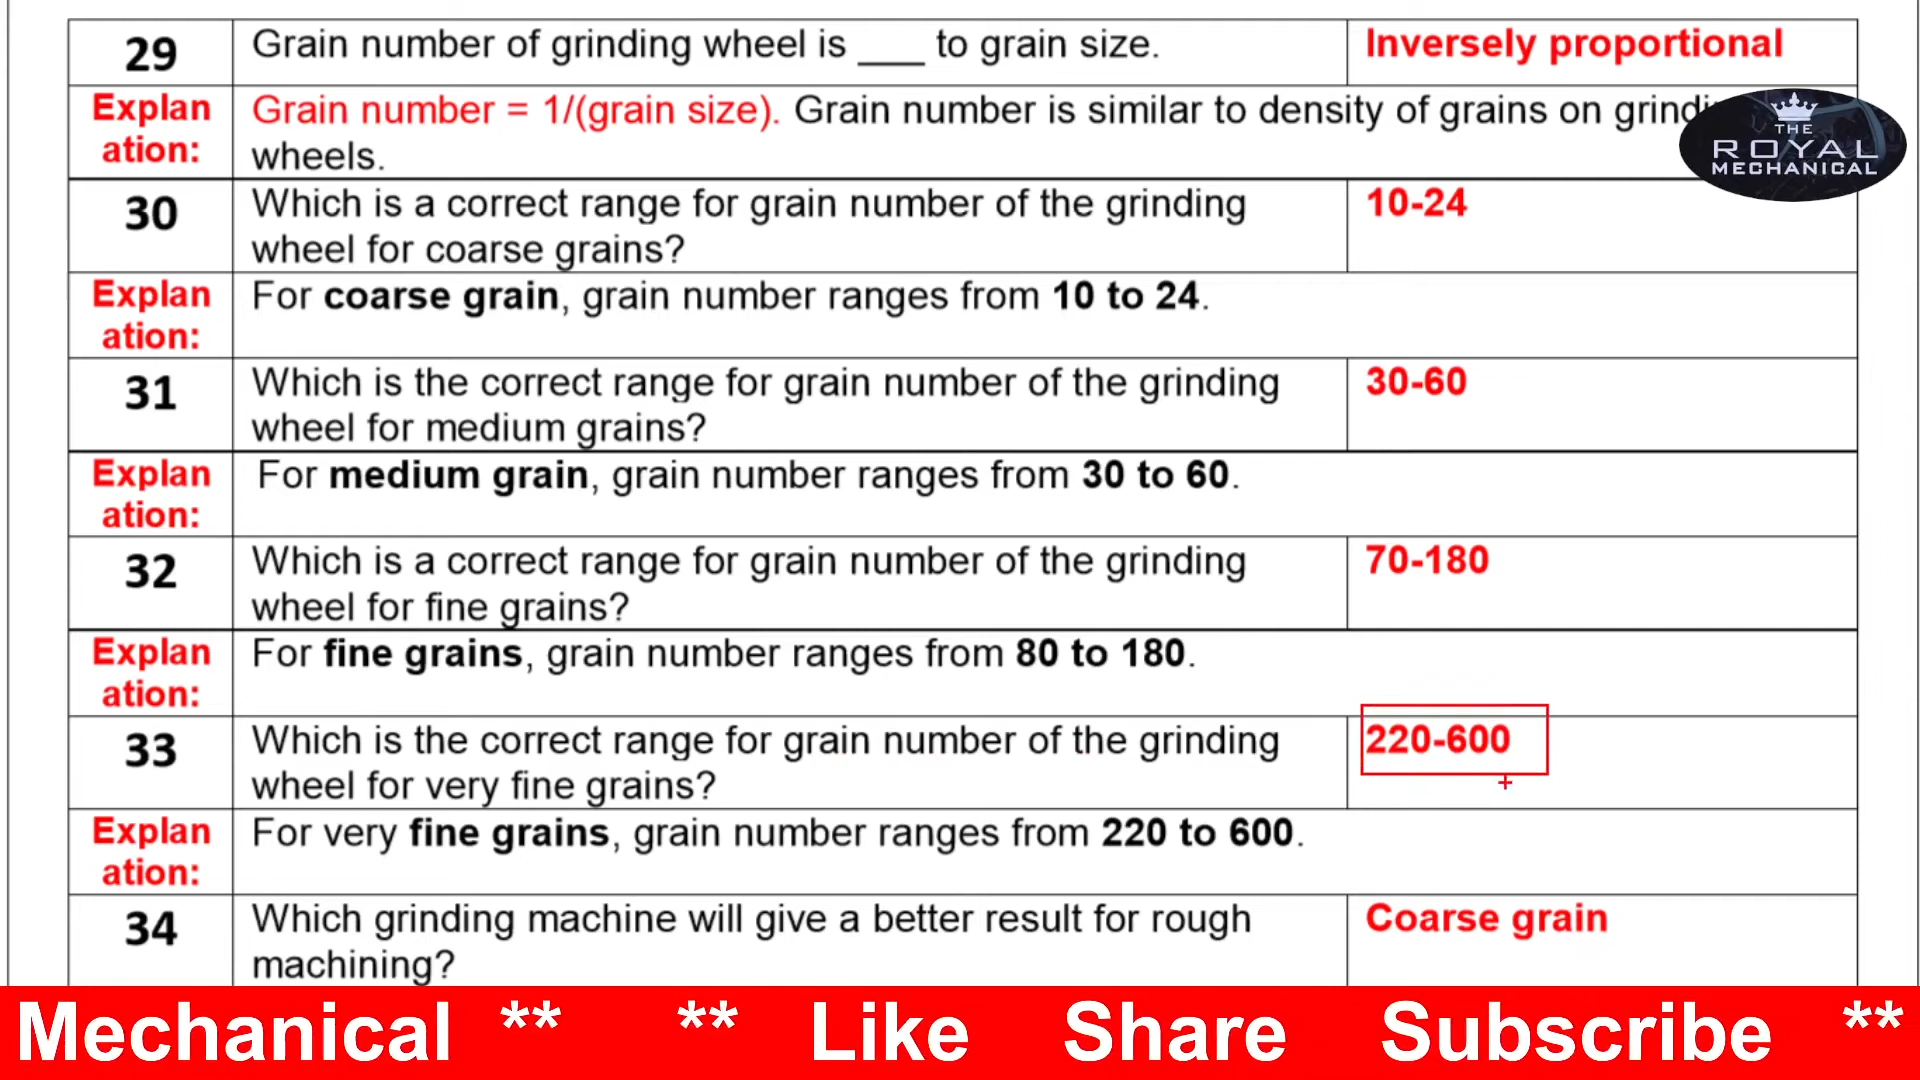 29 Grain number of grinding wheel is ___ to grain size. Inversely proportional
Explan Grain number = 1/(grain size). Grain number is similar to density of grains on
ation: wheels.
THE
ROYAL
MECHANICAL
30 Which is a correct range for grain number of the grinding 10-24
wheel for coarse grains?
Explan For coarse grain, grain number ranges from 10 to 24.
ation:
31 Which is the correct range for grain number of the grinding 30-60
wheel for medium grains?
Explan For medium grain, grain number ranges from 30 to 60.
ation:
32 Which is a correct range for grain number of the grinding 70-180
wheel for fine grains?
Explan For fine grains, grain number ranges from 80 to 180.
ation:
33 Which is the correct range for grain number of the grinding 220-600
wheel for very fine grains?
Explan For very fine grains, grain number ranges from 220 to 600.
ation:
34 Which grinding machine will give a better result for rough Coarse grain
machining?
Mechanical ** ** Like Share Subscribe **